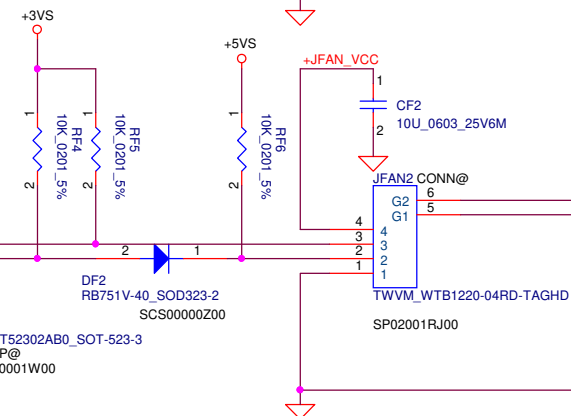 +3VS
+5VS
+JFAN_VCC
1
CF2
10U_0603_25V6M
2
1
RF4
10K_0201_5%
2
1
RF5
10K_0201_5%
2
1
RF6
10K_0201_5%
2
JFAN2 CONN@
G2 6
G1 5
4 4
3 3
2 2
1 1
TWVM_WTB1220-04RD-TAGHD
SP02001RJ00
2 1
DF2
RB751V-40_SOD323-2
SCS00000Z00
T52302AB0_SOT-523-3
P@
0001W00